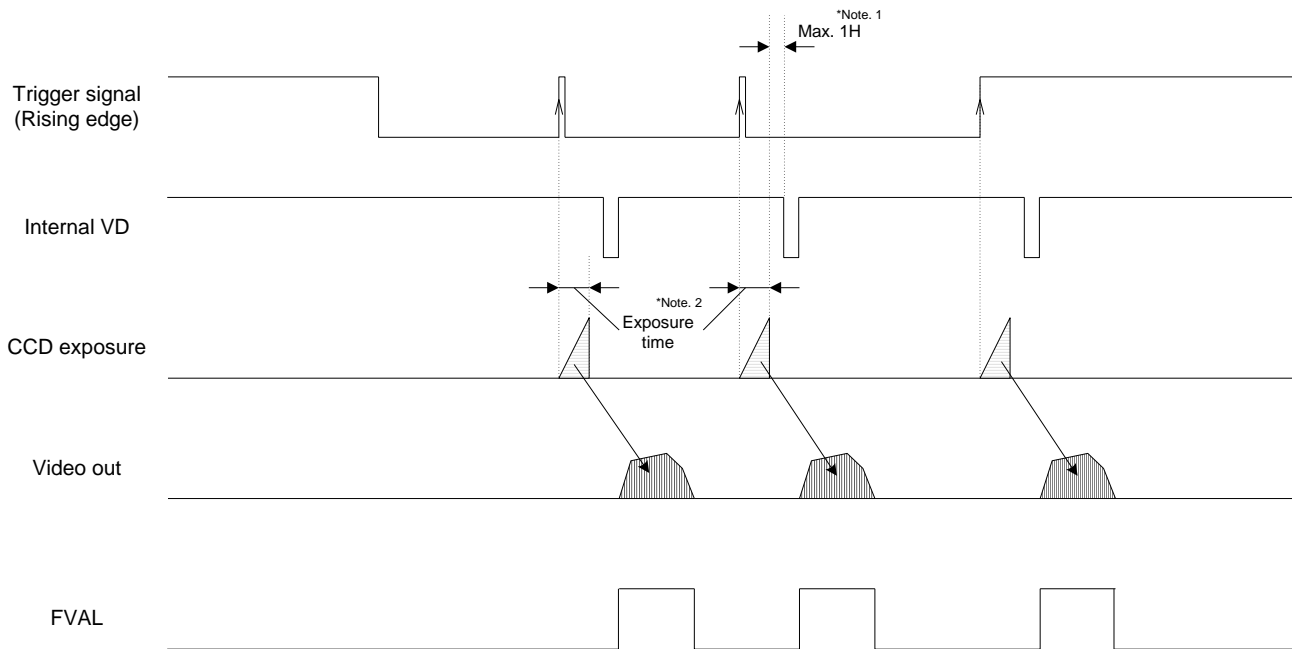 *Note. 1
Max. 1H
Trigger signal
(Rising edge)
Internal VD
*Note. 2
Exposure
time
CCD exposure
Video out
FVAL